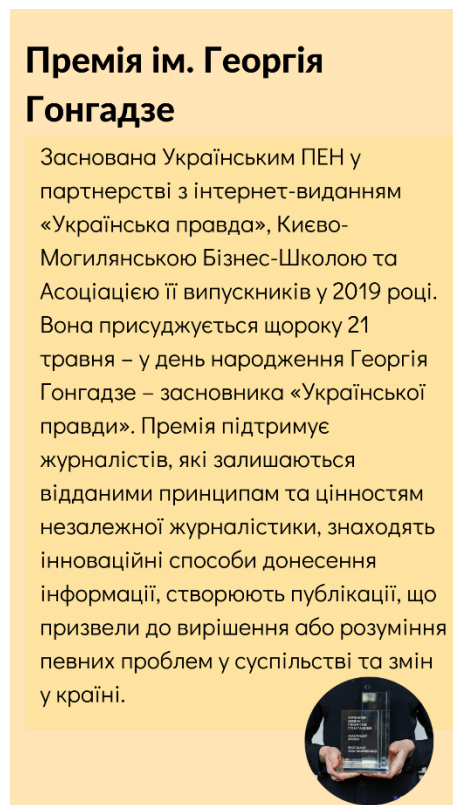 Премія ім. Георгія
Гонгадзе
Заснована Українським ПЕН у
партнерстві з інтернет-виданням
«Українська правда», Києво-
Могилянською Бізнес-Школою та
Асоціацією її випускників у 2019 році.
Вона присуджується щороку 21
травня – у день народження Георгія
Гонгадзе – засновника «Української
правди». Премія підтримує
журналістів, які залишаються
відданими принципам та цінностям
незалежної журналістики, знаходять
інноваційні способи донесення
інформації, створюють публікації, що
призвели до вирішення або розуміння
певних проблем у суспільстві та змін
у країні.